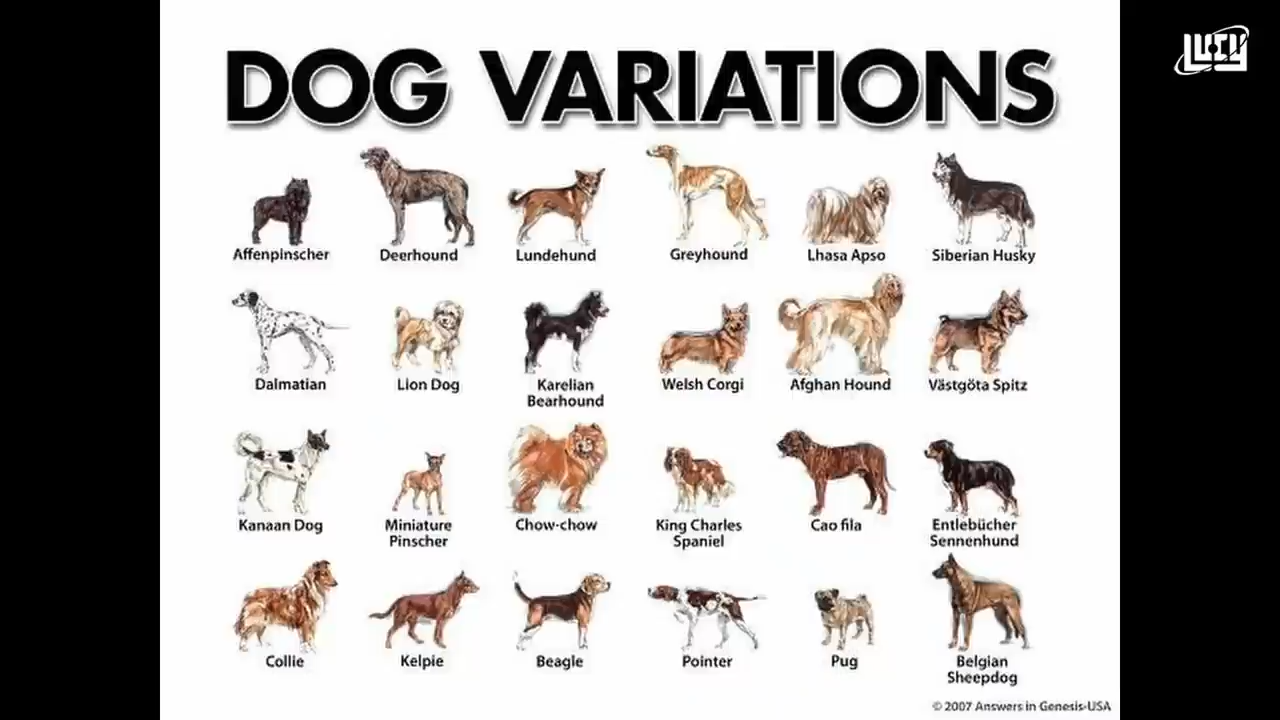 LUCY
DOG VARIATIONS
Affenpinscher
Deerhound
Lundehund
Greyhound
Lhasa Apso
Siberian Husky
Dalmatian
Lion Dog
Karelian
Bearhound
Welsh Corgi
Afghan Hound
Västgöta Spitz
Kanaan Dog
Miniature
Pinscher
Chow-chow
King Charles
Spaniel
Cao fila
Entlebücher
Sennenhund
Collie
Kelpie
Beagle
Pointer
Pug
Belgian
Sheepdog
© 2007 Answers in Genesis-USA